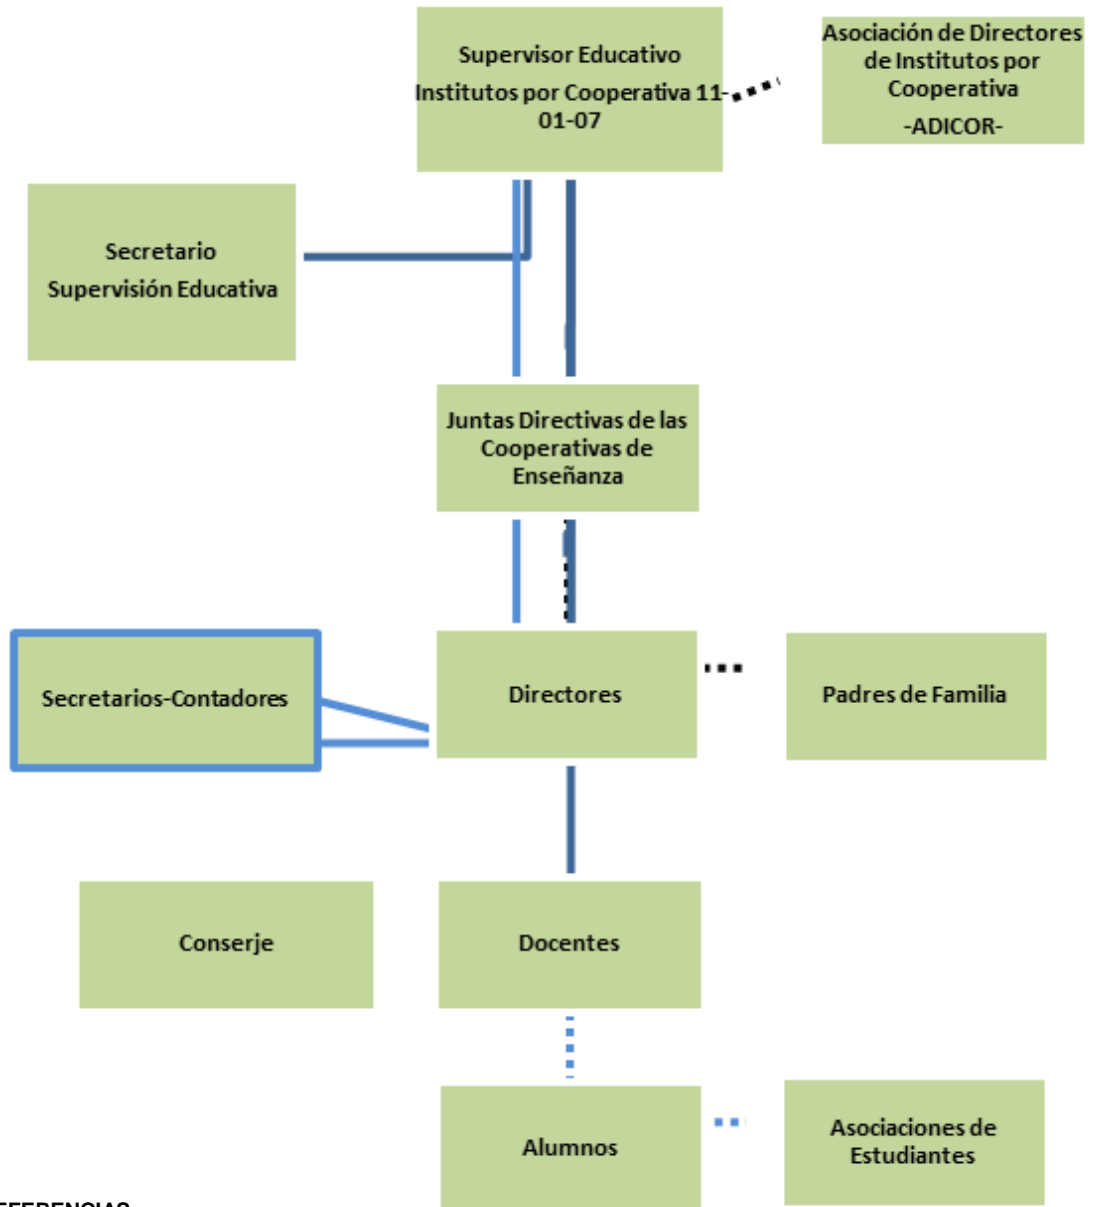 Supervisor Educativo
Institutos por Cooperativa 11-
01-07
Asociación de Directores
de Institutos por
Cooperativa
-ADICOR-
Secretario
Supervisión Educativa
Juntas Directivas de las
Cooperativas de
Enseñanza
Secretarios-Contadores
Directores
Padres de Familia
Conserje
Docentes
Alumnos
Asociaciones de
Estudiantes